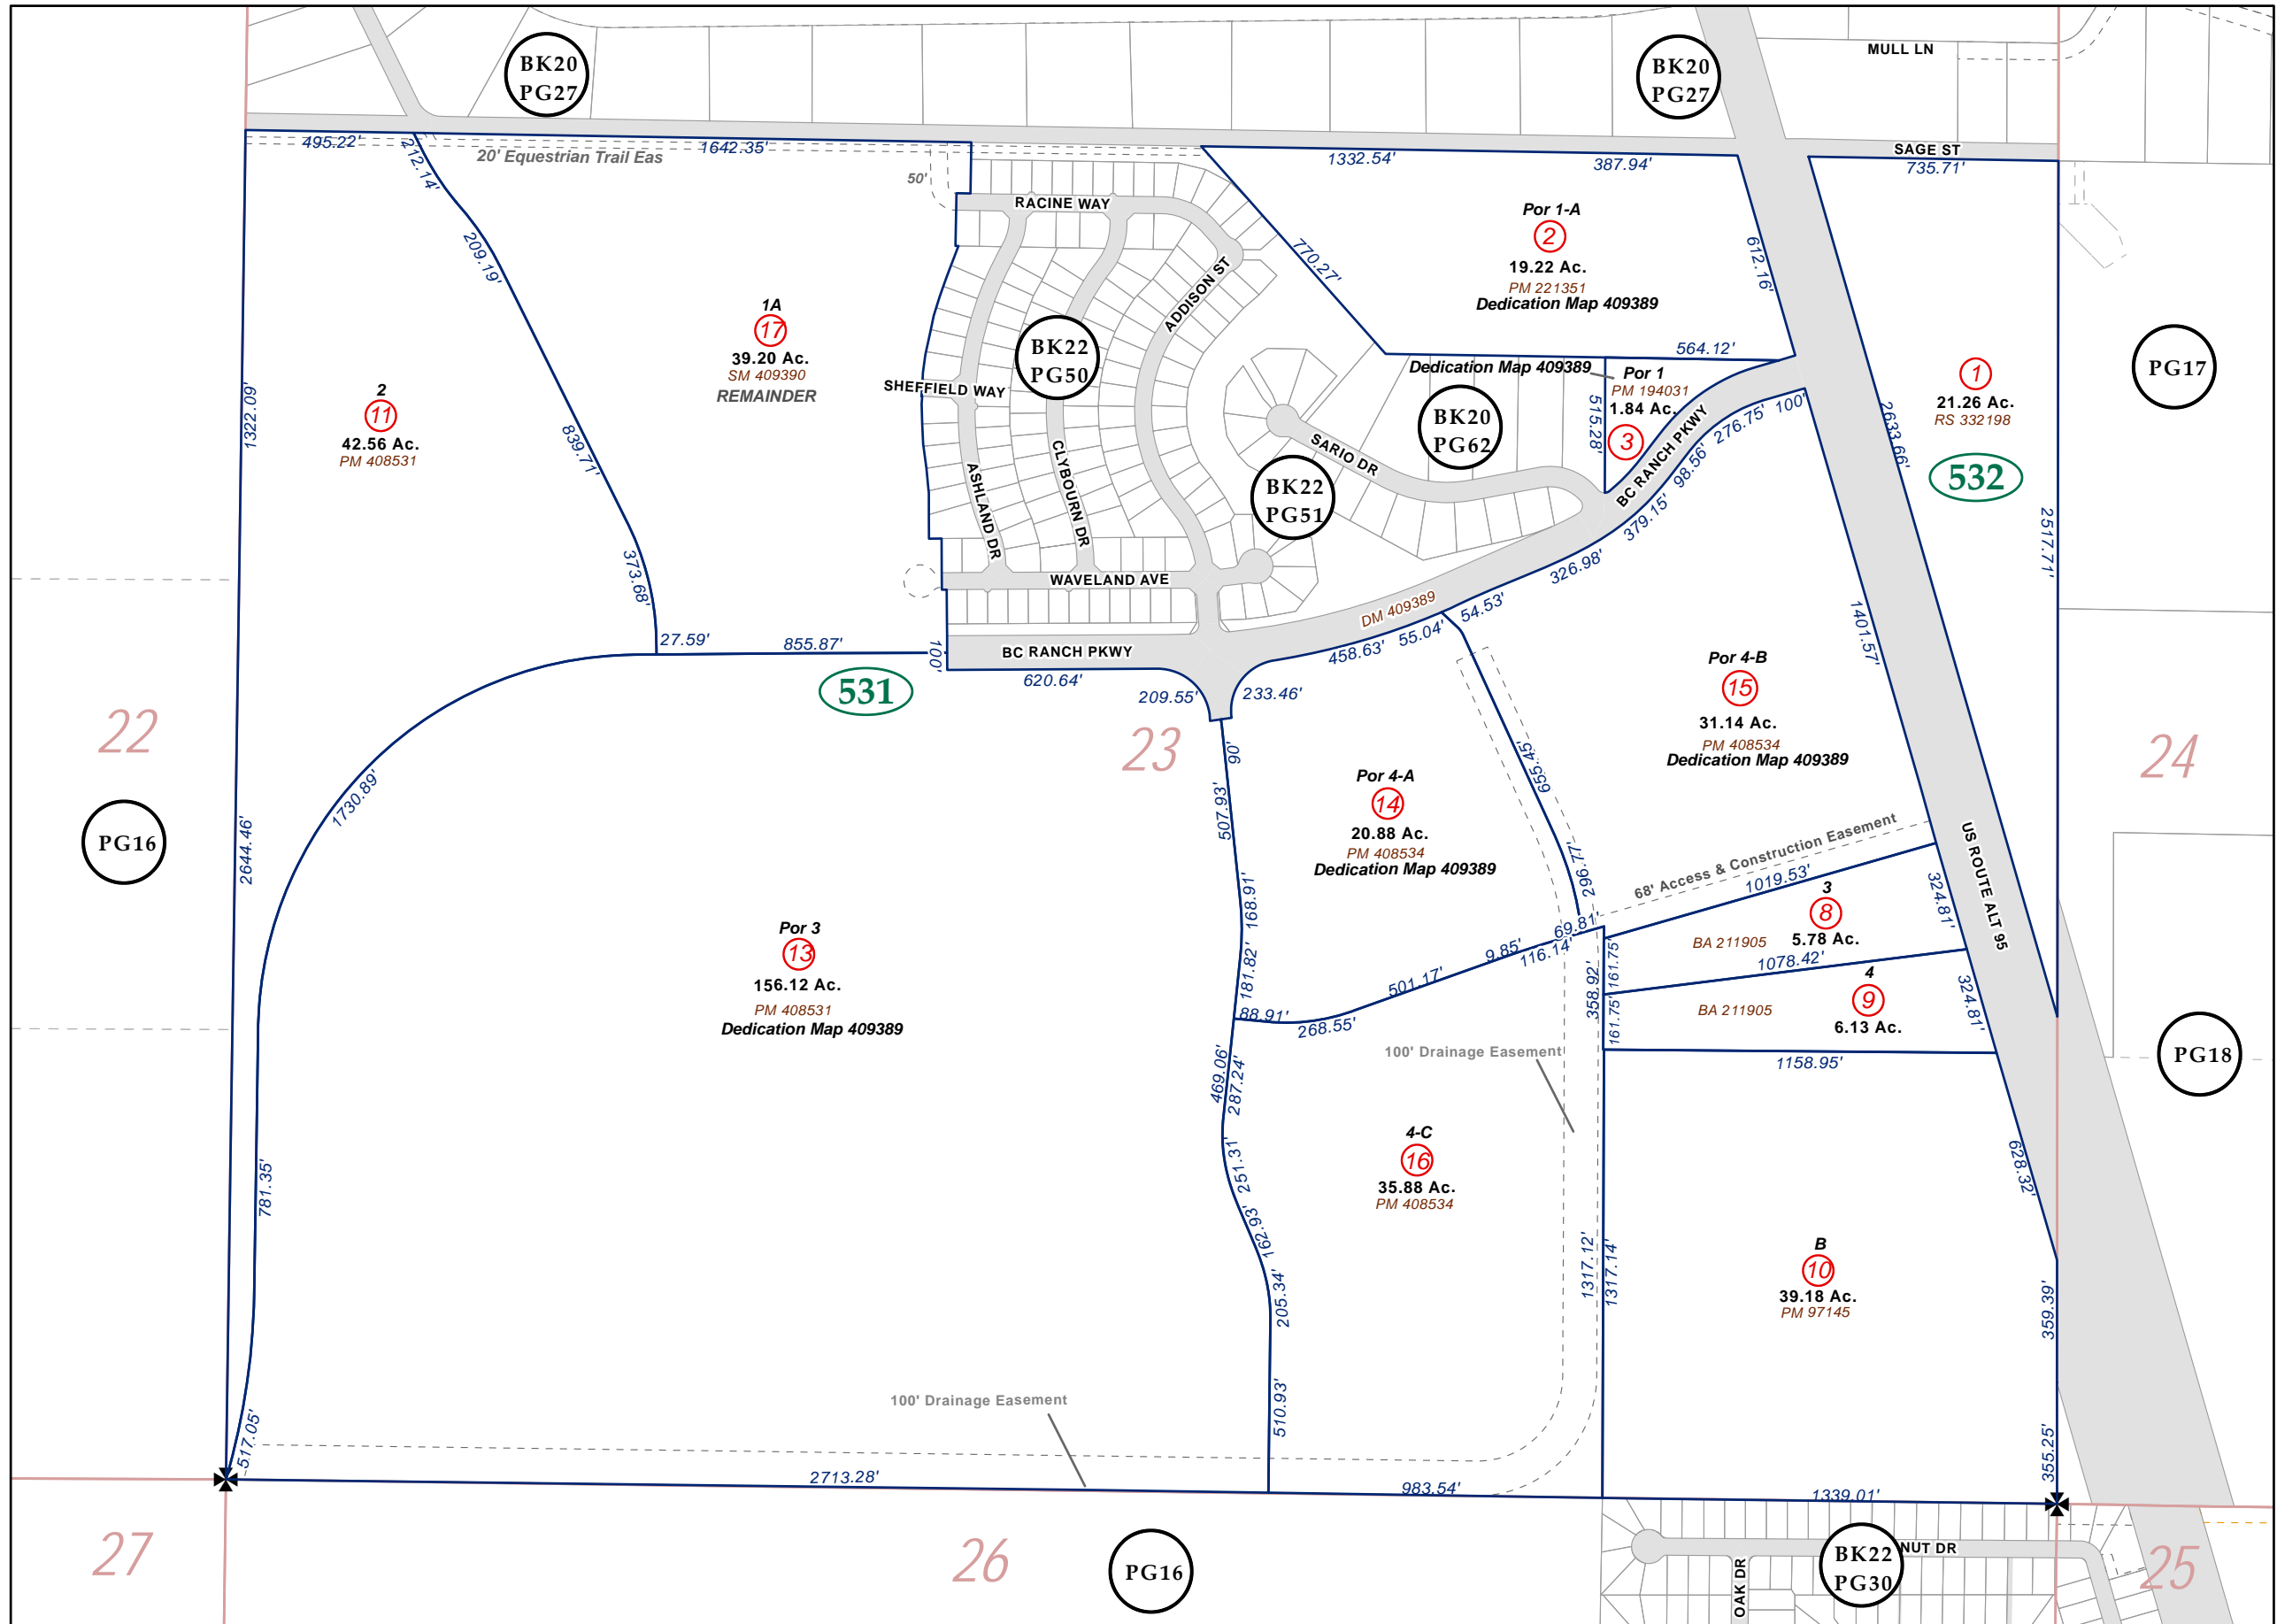 BK20
PG27
BK20
PG27
MULL LN
SAGE ST
495.22'
212.14'
20' Equestrian Trail Eas
1642.35'
50'
1332.54'
387.94'
735.71'
RACINE WAY
ADDISON ST
770.27'
Por 1-A
2
19.22 Ac.
PM 221351
Dedication Map 409389
612.16'
209.19'
1A
17
39.20 Ac.
SM 409390
REMAINDER
BK22
PG50
SHEFFIELD WAY
564.12'
Dedication Map 409389
Por 1
PM 194031
1.84 Ac.
3
515.28'
BK20
PG62
BC RANCH PKWY
100'
276.75'
98.56'
379.15'
326.98'
1
21.26 Ac.
RS 332198
532
2633.66'
2517.71'
PG17
1322.09'
2
11
42.56 Ac.
PM 408531
839.71'
373.68'
ASHLAND DR
CLYBOURN DR
SARIO DR
BK22
PG51
WAVELAND AVE
DM 409389
54.53'
55.04'
458.63'
27.59'
855.87'
100'
BC RANCH PKWY
620.64'
209.55'
233.46'
531
22
23
24
1401.57'
Por 4-B
15
31.14 Ac.
PM 408534
Dedication Map 409389
655.45'
296.77'
90'
507.93'
168.91'
181.82'
Por 4-A
14
20.88 Ac.
PM 408534
Dedication Map 409389
PG16
2644.46'
1730.89'
68' Access & Construction Easement
1019.53'
US ROUTE ALT 95
3
8
BA 211905
5.78 Ac.
324.81'
69.81'
116.14'
9.85'
501.17'
268.55'
88.91'
358.92'
161.75'
161.75'
1078.42'
4
9
BA 211905
6.13 Ac.
324.81'
Por 3
13
156.12 Ac.
PM 408531
Dedication Map 409389
100' Drainage Easement
1158.95'
PG18
469.06'
287.24'
251.31'
162.93'
205.34'
510.93'
4-C
16
35.88 Ac.
PM 408534
1317.12'
1317.14'
628.32'
B
10
39.18 Ac.
PM 97145
359.39'
355.25'
781.35'
517.05'
100' Drainage Easement
2713.28'
983.54'
1339.01'
27
26
PG16
OAK DR
BK22
PG30
NUT DR
25